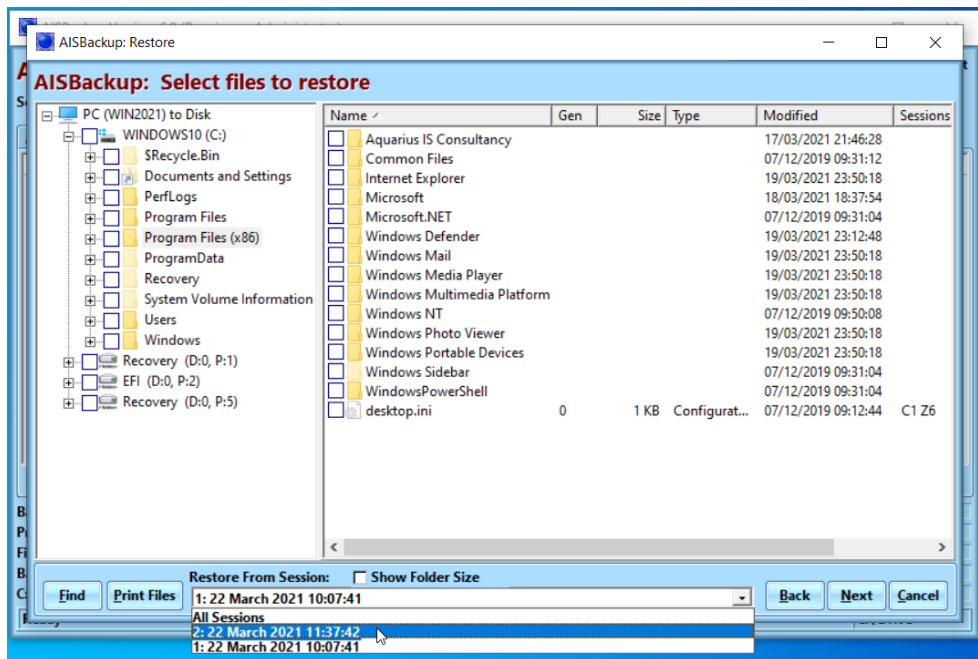 AISBackup: Restore
AISBackup: Select files to restore
PC (WIN2021) to Disk
WINDOWS10 (C:)
$Recycle.Bin
Documents and Settings
PerfLogs
Program Files
Program Files (x86)
ProgramData
Recovery
System Volume Information
Users
Windows
Recovery (D:0, P:1)
EFI (D:0, P:2)
Recovery (D:0, P:5)
Name Gen Size Type Modified Sessions
Aquarius IS Consultancy 17/03/2021 21:46:28
Common Files 07/12/2019 09:31:12
Internet Explorer 19/03/2021 23:50:18
Microsoft 18/03/2021 18:37:54
Microsoft.NET 07/12/2019 09:31:04
Windows Defender 19/03/2021 23:12:48
Windows Mail 19/03/2021 23:50:18
Windows Media Player 19/03/2021 23:50:18
Windows Multimedia Platform 19/03/2021 23:50:18
Windows NT 07/12/2019 09:50:08
Windows Photo Viewer 19/03/2021 23:50:18
Windows Portable Devices 19/03/2021 23:50:18
Windows Sidebar 07/12/2019 09:31:04
WindowsPowerShell 07/12/2019 09:31:04
desktop.ini 0 1 KB Configurat... 07/12/2019 09:12:44 C1 Z6
Restore From Session: Show Folder Size
Find Print Files 1: 22 March 2021 10:07:41 Back Next Cancel
All Sessions
2: 22 March 2021 11:37:42
1: 22 March 2021 10:07:41